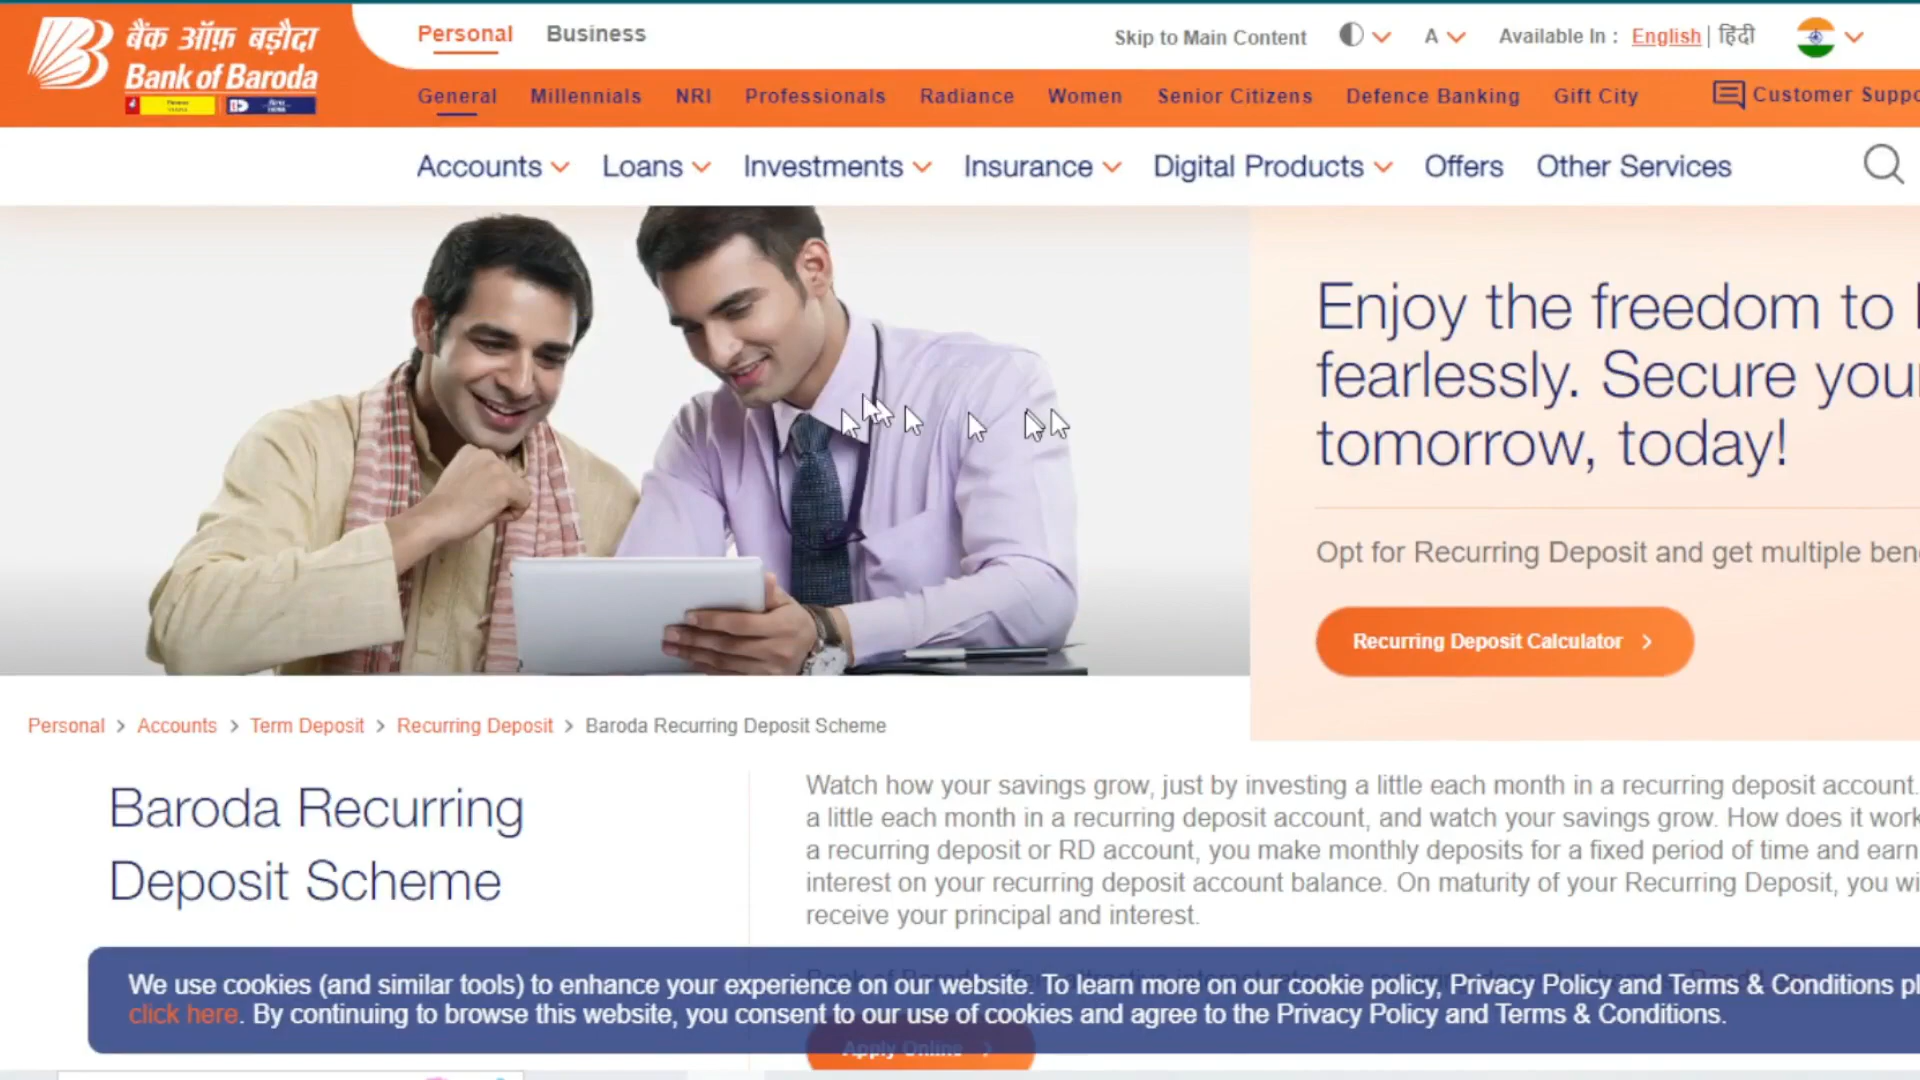 बैंक ऑफ़ बड़ौदा
Bank of Baroda
Personal Business
Skip to Main Content
A
Available In : English | हिंदी
General Millennials NRI Professionals Radiance Women Senior Citizens Defence Banking Gift City
Customer Suppo
Accounts Loans Investments Insurance Digital Products Offers Other Services
Enjoy the freedom to
fearlessly. Secure you
tomorrow, today!
Opt for Recurring Deposit and get multiple ben
Recurring Deposit Calculator >
Personal > Accounts > Term Deposit > Recurring Deposit > Baroda Recurring Deposit Scheme
Baroda Recurring
Deposit Scheme
Watch how your savings grow, just by investing a little each month in a recurring deposit account.
a little each month in a recurring deposit account, and watch your savings grow. How does it work
a recurring deposit or RD account, you make monthly deposits for a fixed period of time and earn
interest on your recurring deposit account balance. On maturity of your Recurring Deposit, you wi
receive your principal and interest.
We use cookies (and similar tools) to enhance your experience on our website. To learn more on our cookie policy, Privacy Policy and Terms & Conditions pl
click here. By continuing to browse this website, you consent to our use of cookies and agree to the Privacy Policy and Terms & Conditions.
Apply Online >